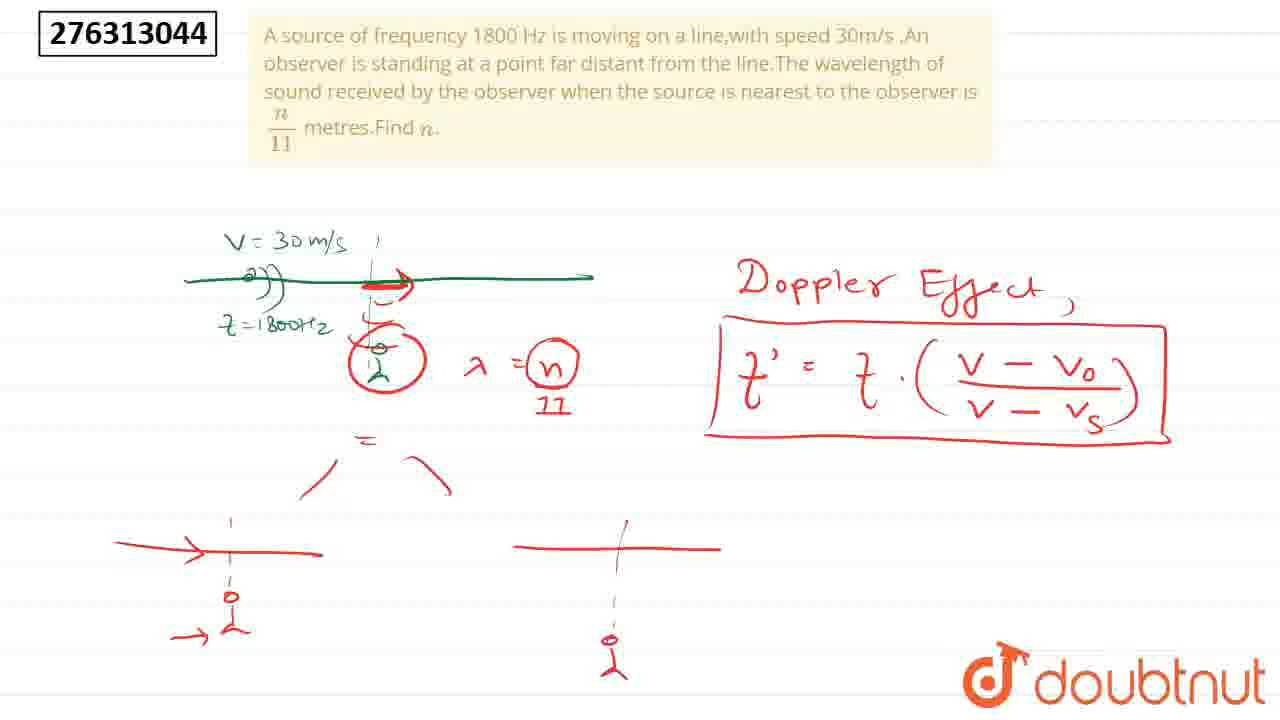 276313044
A source of frequency 1800 Hz is moving on a line,with speed 30m/s .An
observer is standing at a point far distant from the line.The wavelength of
sound received by the observer when the source is nearest to the observer is
n/11 metres.Find n.
V = 30 m/s
f = 1800Hz
λ = n/11
=
Doppler Effect,
f' = f . (V - V₀ / V - Vₛ)
doubtnut